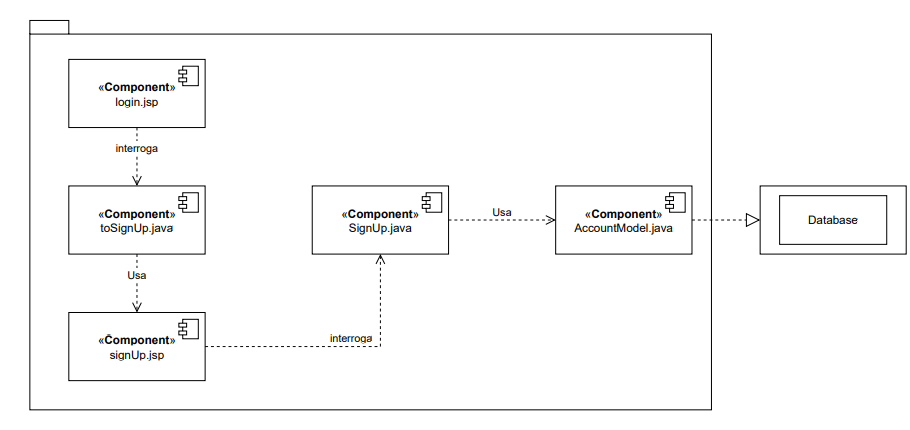 «Component»
login.jsp
interroga
«Component»
toSignUp.java
Usa
«Component»
signUp.jsp
interroga
«Component»
SignUp.java
Usa
«Component»
AccountModel.java
Database